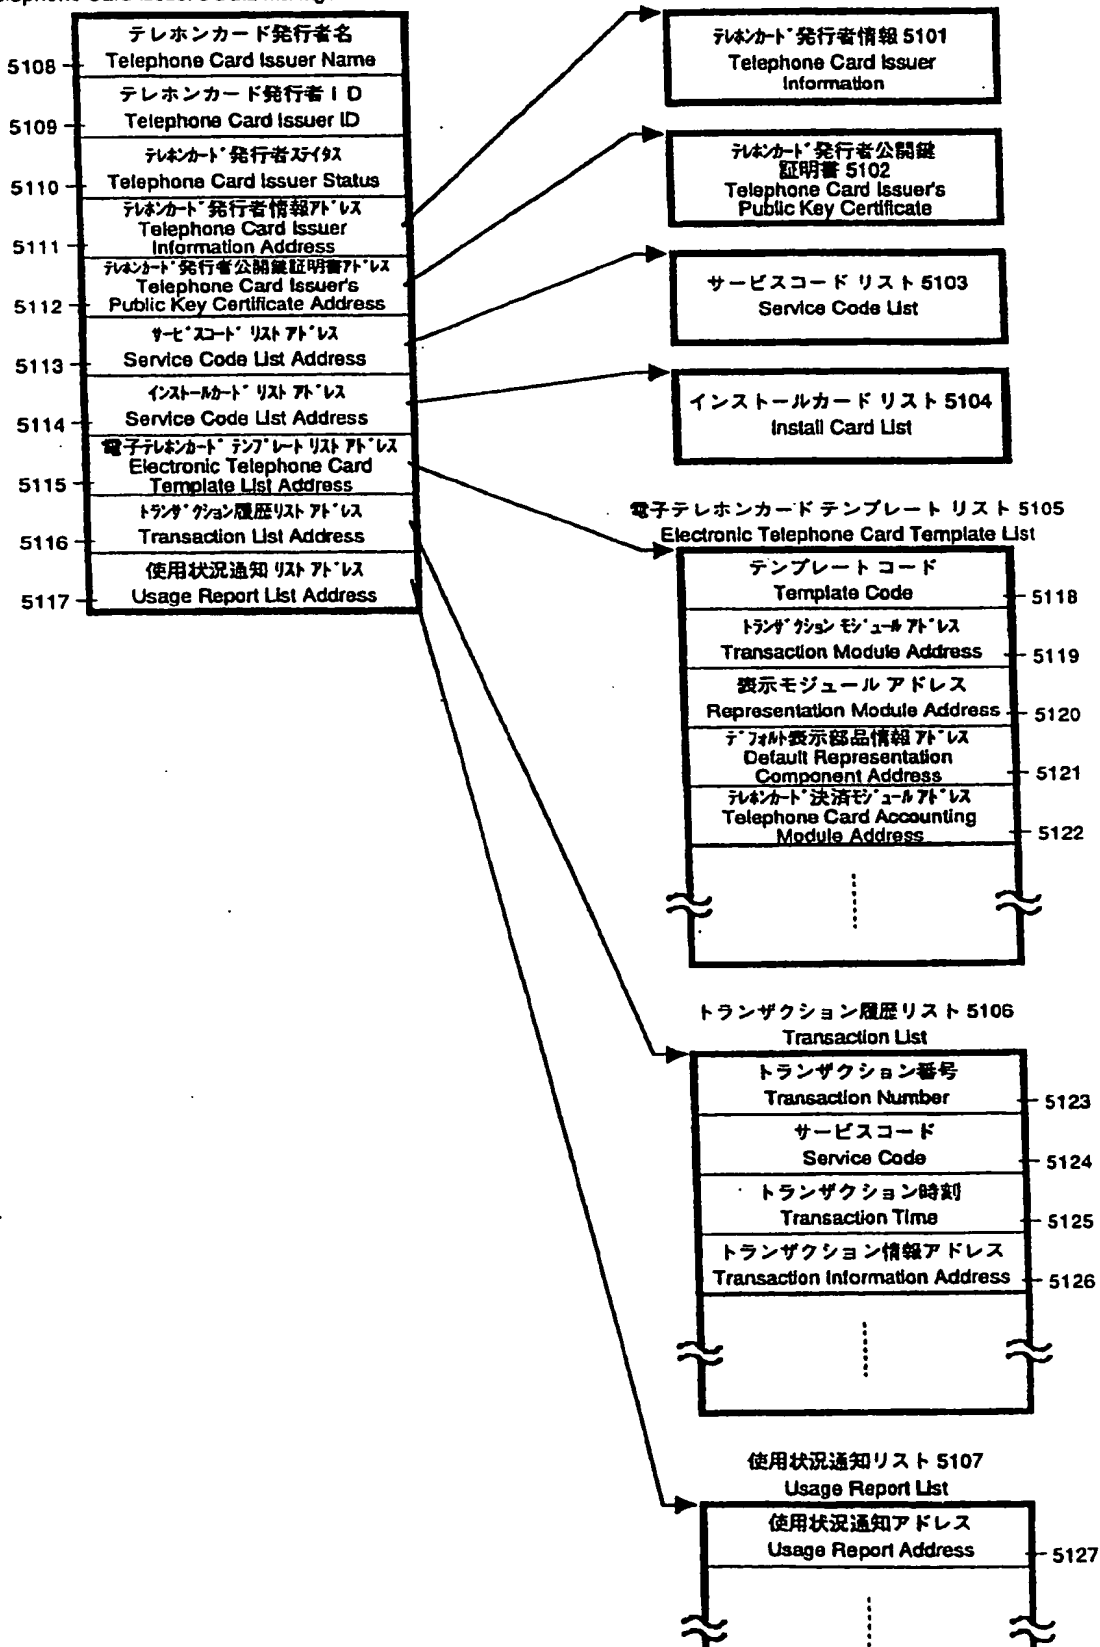 テレホンカード発行者名
Telephone Card Issuer Name
5108
テレホンカード発行者ID
Telephone Card Issuer ID
5109
テレホンカード発行者ステイタス
Telephone Card Issuer Status
5110
テレホンカード発行者情報アドレス
Telephone Card Issuer
Information Address
5111
テレホンカード発行者公開鍵証明書アドレス
Telephone Card Issuer's
Public Key Certificate Address
5112
サービスコード リスト アドレス
Service Code List Address
5113
インストールカード リスト アドレス
Service Code List Address
5114
電子テレホンカード テンプレート リスト アドレス
Electronic Telephone Card
Template List Address
5115
トランザクション履歴リスト アドレス
Transaction List Address
5116
使用状況通知 リスト アドレス
Usage Report List Address
5117
テレホンカード発行者情報 5101
Telephone Card Issuer
Information
テレホンカード発行者公開鍵
証明書 5102
Telephone Card Issuer's
Public Key Certificate
サービスコード リスト 5103
Service Code List
インストールカード リスト 5104
Install Card List
電子テレホンカード テンプレート リスト 5105
Electronic Telephone Card Template List
テンプレート コード
Template Code
5118
トランザクション モジュール アドレス
Transaction Module Address
5119
表示モジュール アドレス
Representation Module Address
5120
デフォルト表示部品情報 アドレス
Default Representation
Component Address
5121
テレホンカード決済モジュール アドレス
Telephone Card Accounting
Module Address
5122
トランザクション履歴リスト 5106
Transaction List
トランザクション番号
Transaction Number
5123
サービスコード
Service Code
5124
トランザクション時刻
Transaction Time
5125
トランザクション情報アドレス
Transaction Information Address
5126
使用状況通知リスト 5107
Usage Report List
使用状況通知アドレス
Usage Report Address
5127